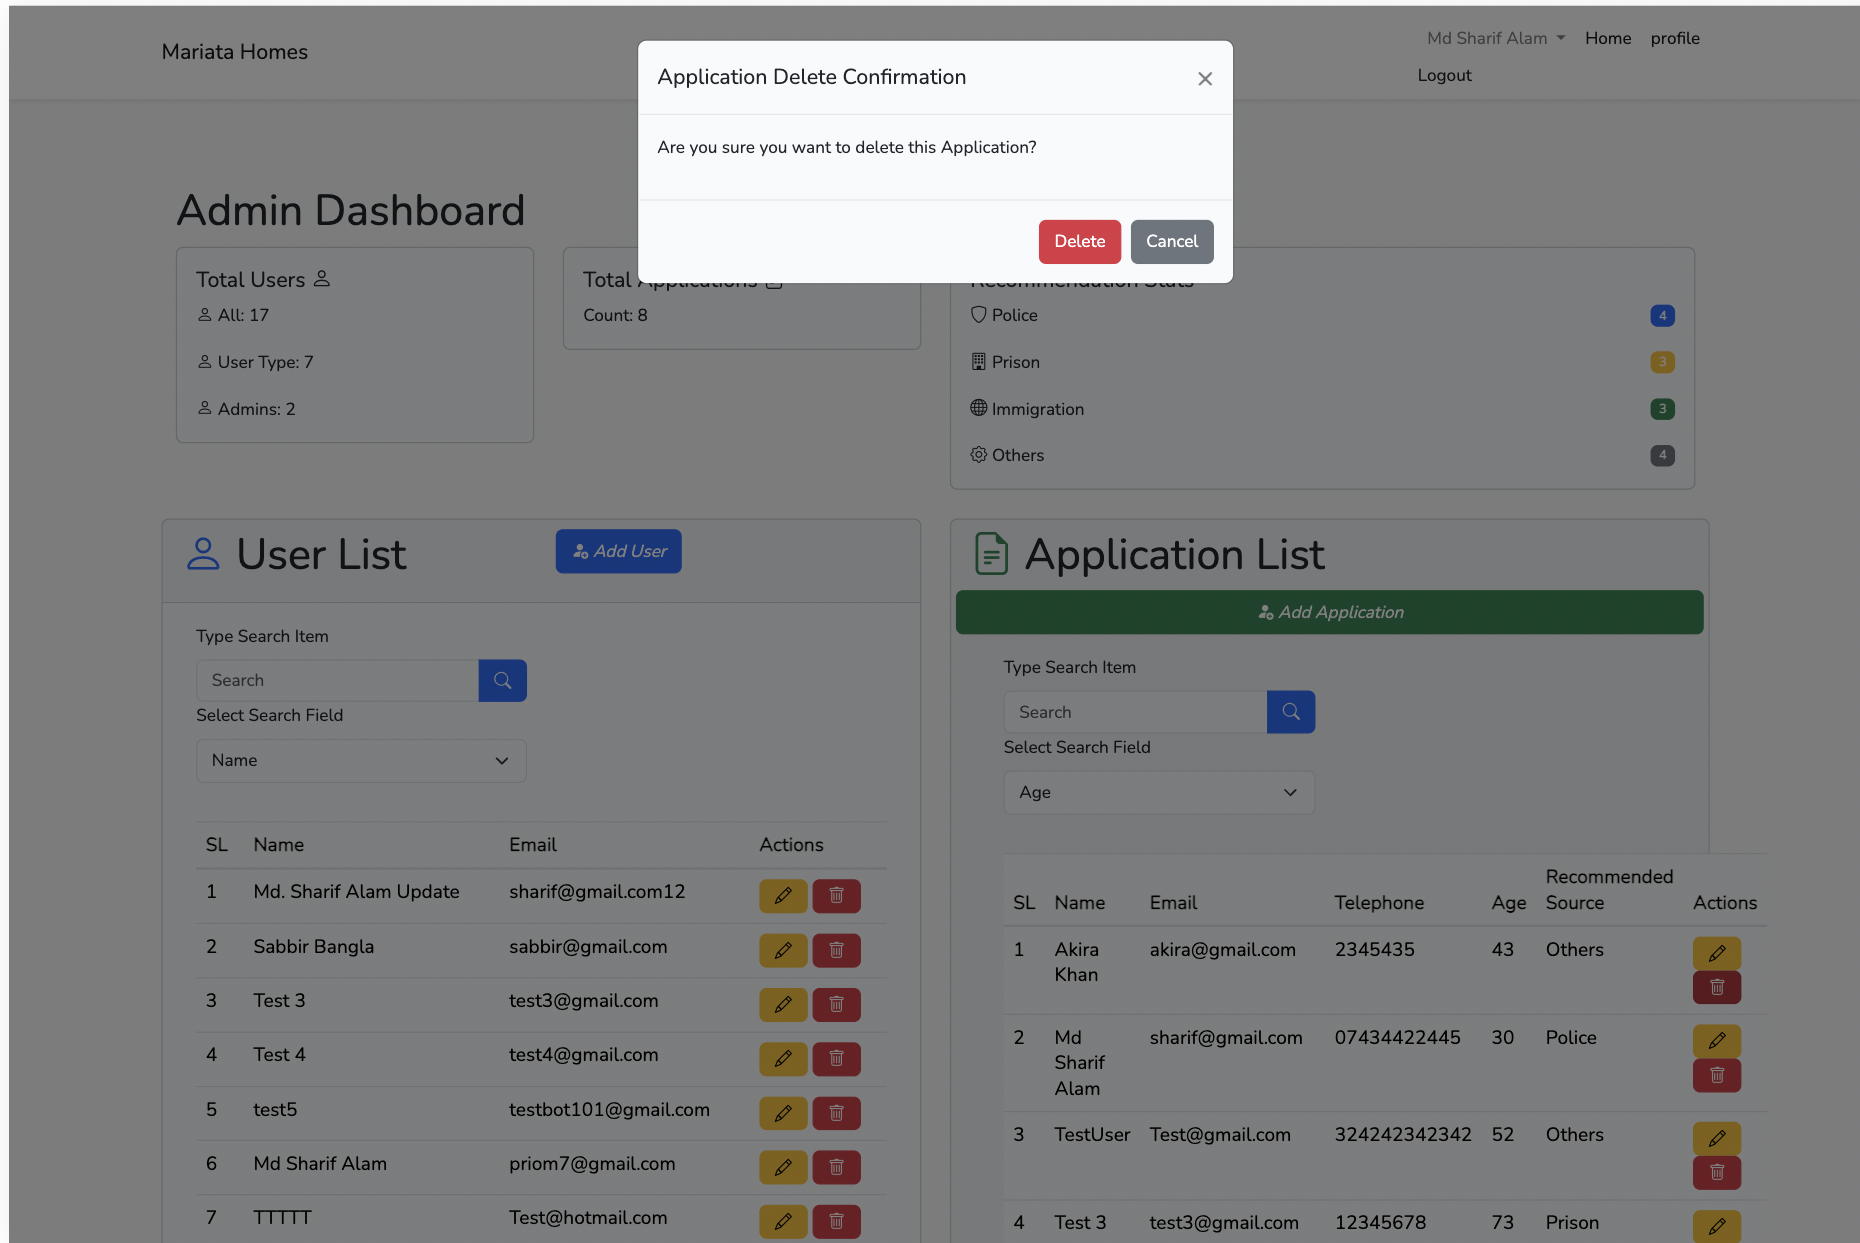 Mariata Homes
Md Sharif Alam Home profile
Logout
Application Delete Confirmation
Are you sure you want to delete this Application?
Delete Cancel
Admin Dashboard
Total Users
All: 17
User Type: 7
Admins: 2
Total Applications
Count: 8
Recommendation Stats
Police 4
Prison 3
Immigration 3
Others 4
User List
Add User
Type Search Item
Search
Select Search Field
Name
SL Name Email Actions
1 Md. Sharif Alam Update sharif@gmail.com12
2 Sabbir Bangla sabbir@gmail.com
3 Test 3 test3@gmail.com
4 Test 4 test4@gmail.com
5 test5 testbot101@gmail.com
6 Md Sharif Alam priom7@gmail.com
7 TTTTT Test@hotmail.com
Application List
Add Application
Type Search Item
Search
Select Search Field
Age
Recommended
SL Name Email Telephone Age Source Actions
1 Akira akira@gmail.com 2345435 43 Others
Khan
2 Md sharif@gmail.com 07434422445 30 Police
Sharif
Alam
3 TestUser Test@gmail.com 324242342342 52 Others
4 Test 3 test3@gmail.com 12345678 73 Prison